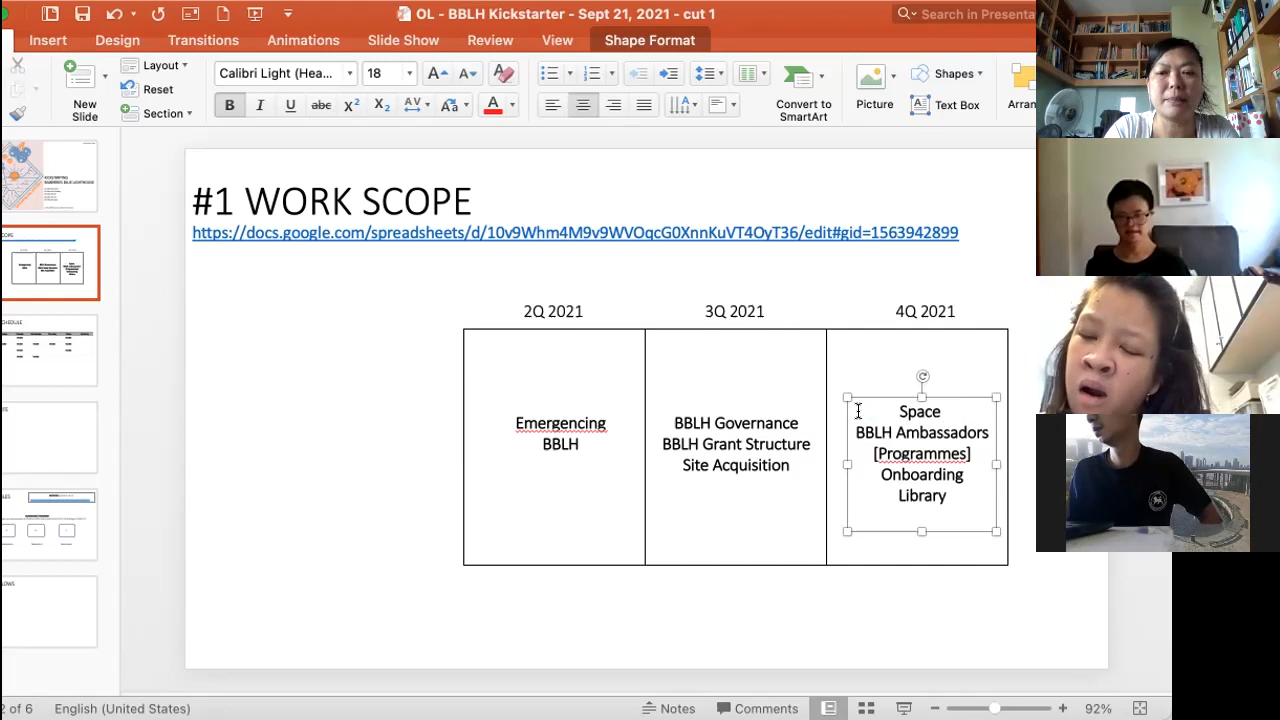 OL - BBLH Kickstarter - Sept 21, 2021 - cut 1
Search in Presenta
Insert Design Transitions Animations Slide Show Review View Shape Format
New Slide
Layout
Reset
Section
Calibri Light (Hea... 18
Convert to SmartArt
Picture
Shapes
Text Box
Arran
#1 WORK SCOPE
https://docs.google.com/spreadsheets/d/10v9Whm4M9v9WVOqcG0XnnKuVT4OyT36/edit#gid=1563942899
2Q 2021 3Q 2021 4Q 2021
Emergencing
BBLH
BBLH Governance
BBLH Grant Structure
Site Acquisition
Space
BBLH Ambassadors
[Programmes]
Onboarding
Library
2 of 6 English (United States) Notes Comments 92%